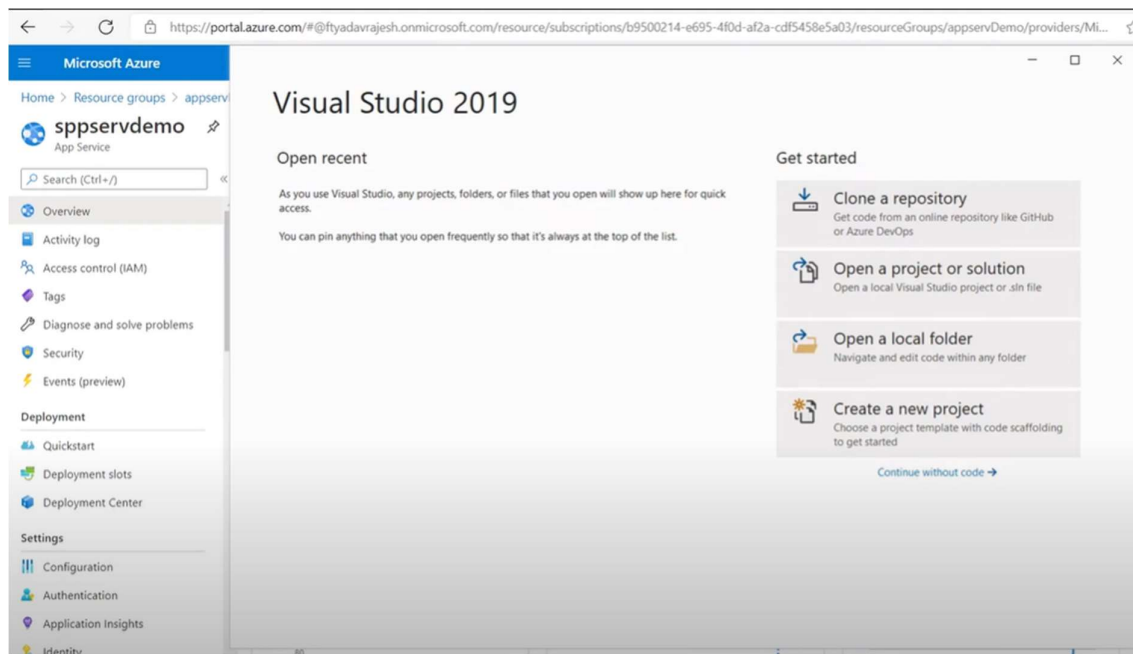 https://portal.azure.com/#@ftyadavrajesh.onmicrosoft.com/resource/subscriptions/b9500214-e695-4f0d-af2a-cdf5458e5a03/resourceGroups/appservDemo/providers/Mi...
Microsoft Azure
Home > Resource groups > appserv
sppservdemo
App Service
Search (Ctrl+/)
«
Overview
Activity log
Access control (IAM)
Tags
Diagnose and solve problems
Security
Events (preview)
Deployment
Quickstart
Deployment slots
Deployment Center
Settings
Configuration
Authentication
Application Insights
Identity
Visual Studio 2019
Open recent
As you use Visual Studio, any projects, folders, or files that you open will show up here for quick
access.
You can pin anything that you open frequently so that it's always at the top of the list.
Get started
Clone a repository
Get code from an online repository like GitHub
or Azure DevOps
Open a project or solution
Open a local Visual Studio project or .sln file
Open a local folder
Navigate and edit code within any folder
Create a new project
Choose a project template with code scaffolding
to get started
Continue without code →